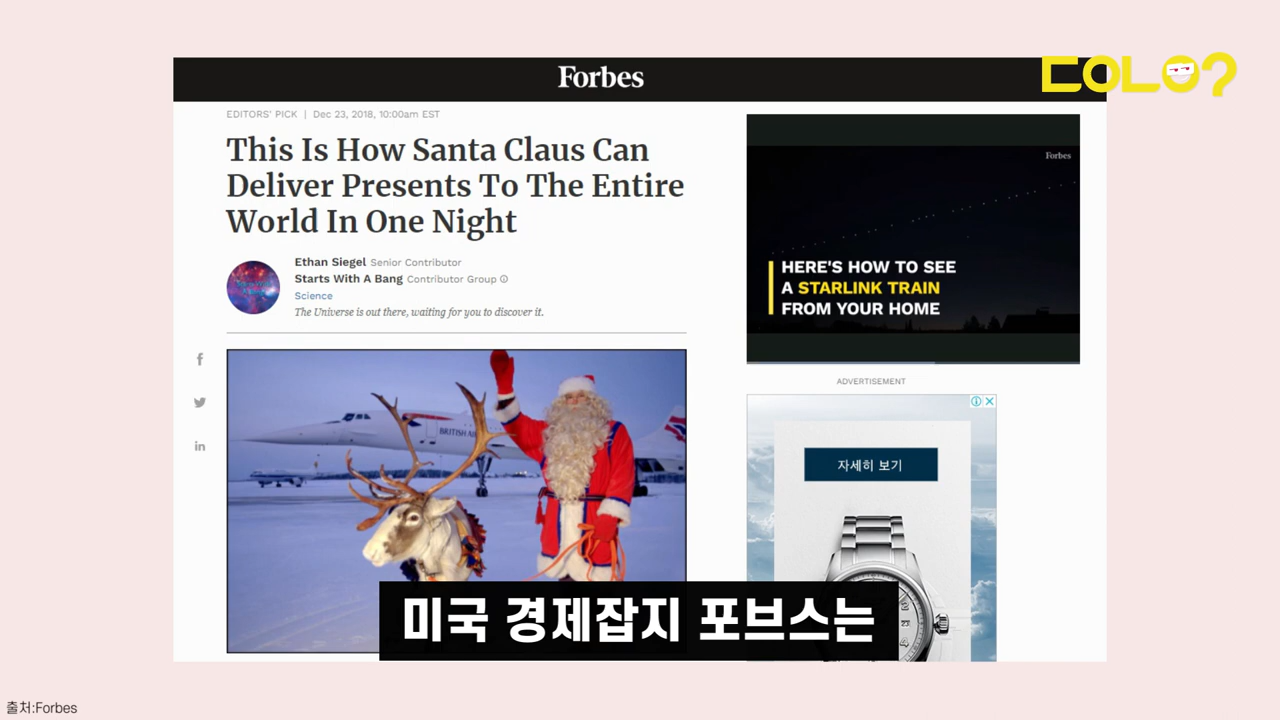 Forbes
EDITORS' PICK | Dec 23, 2018, 10:00am EST
This Is How Santa Claus Can
Deliver Presents To The Entire
World In One Night
Ethan Siegel Senior Contributor
Starts With A Bang Contributor Group
Science
The Universe is out there, waiting for you to discover it.
BRITISH
Forbes
HERE'S HOW TO SEE
A STARLINK TRAIN
FROM YOUR HOME
ADVERTISEMENT
자세히 보기
미국 경제잡지 포브스는
출처:Forbes